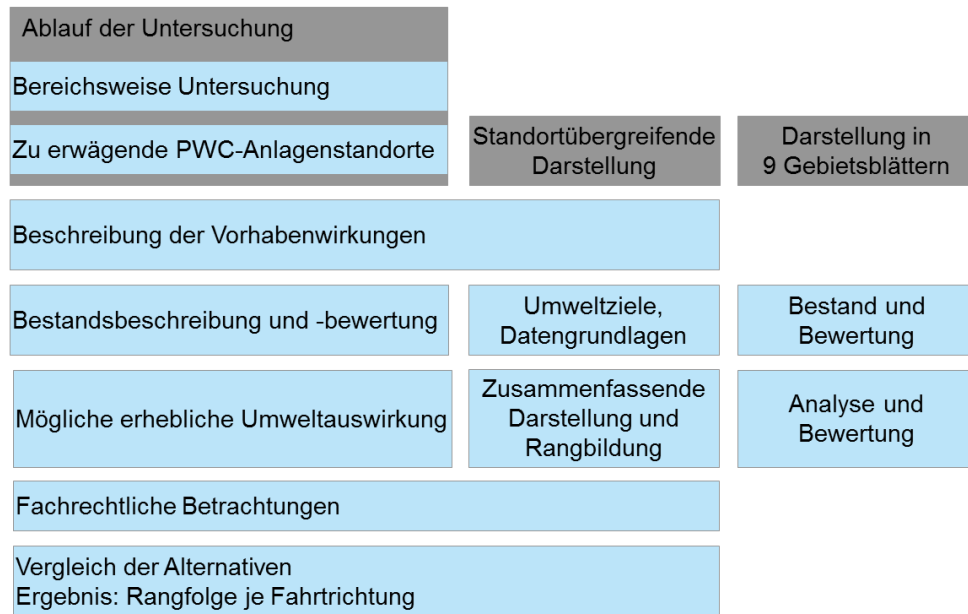 Ablauf der Untersuchung
Bereichsweise Untersuchung
Zu erwägende PWC-Anlagenstandorte
Standortübergreifende
Darstellung
Darstellung in
9 Gebietsblättern
Beschreibung der Vorhabenwirkungen
Bestandsbeschreibung und -bewertung
Umweltziele,
Datengrundlagen
Bestand und
Bewertung
Mögliche erhebliche Umweltauswirkung
Zusammenfassende
Darstellung und
Rangbildung
Analyse und
Bewertung
Fachrechtliche Betrachtungen
Vergleich der Alternativen
Ergebnis: Rangfolge je Fahrtrichtung